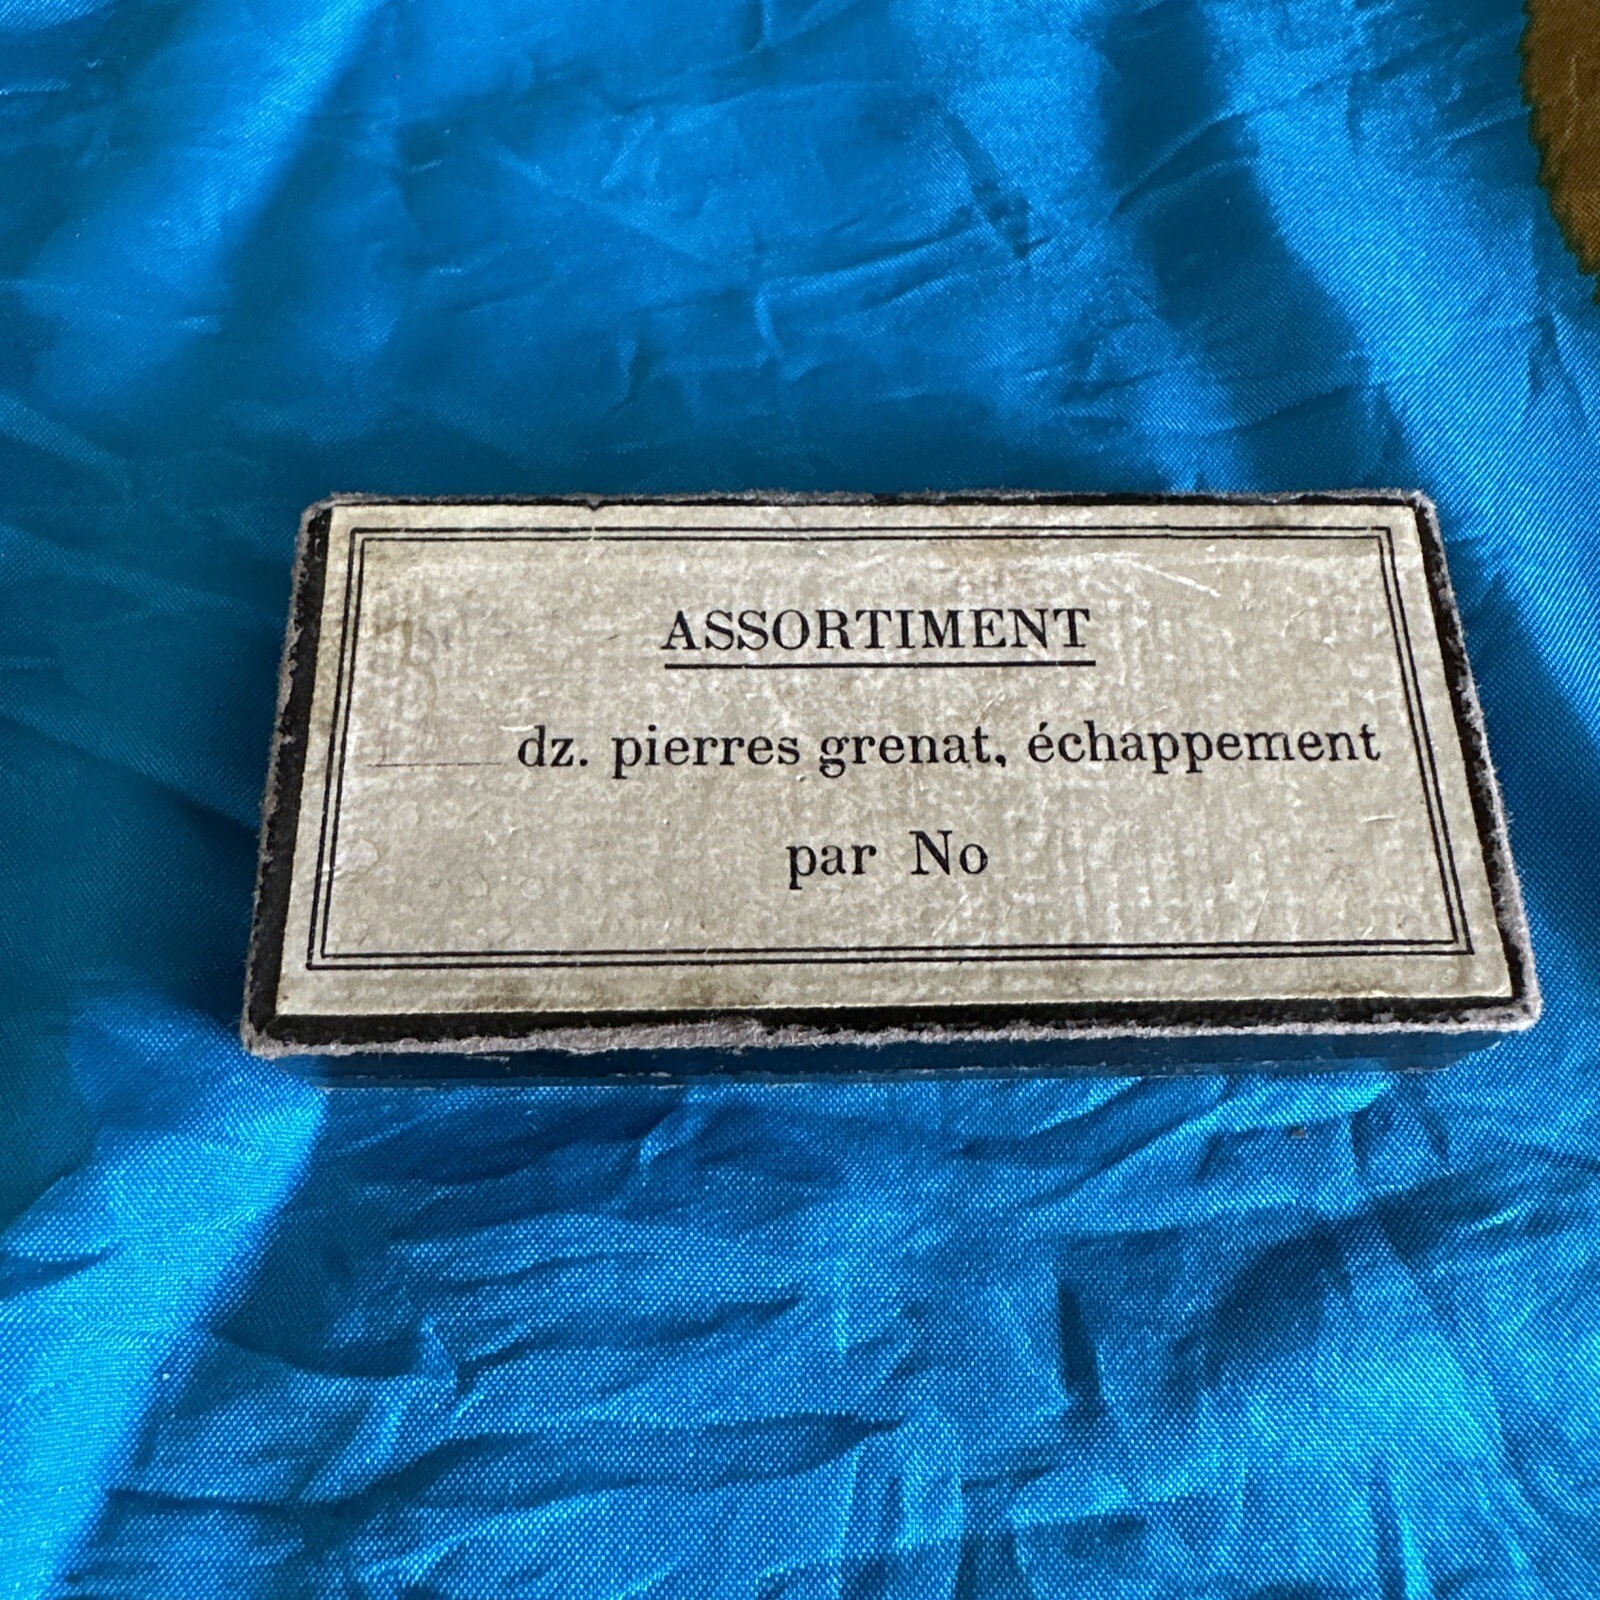 ASSORTIMENT
dz. pierres grenat, échappement
par No